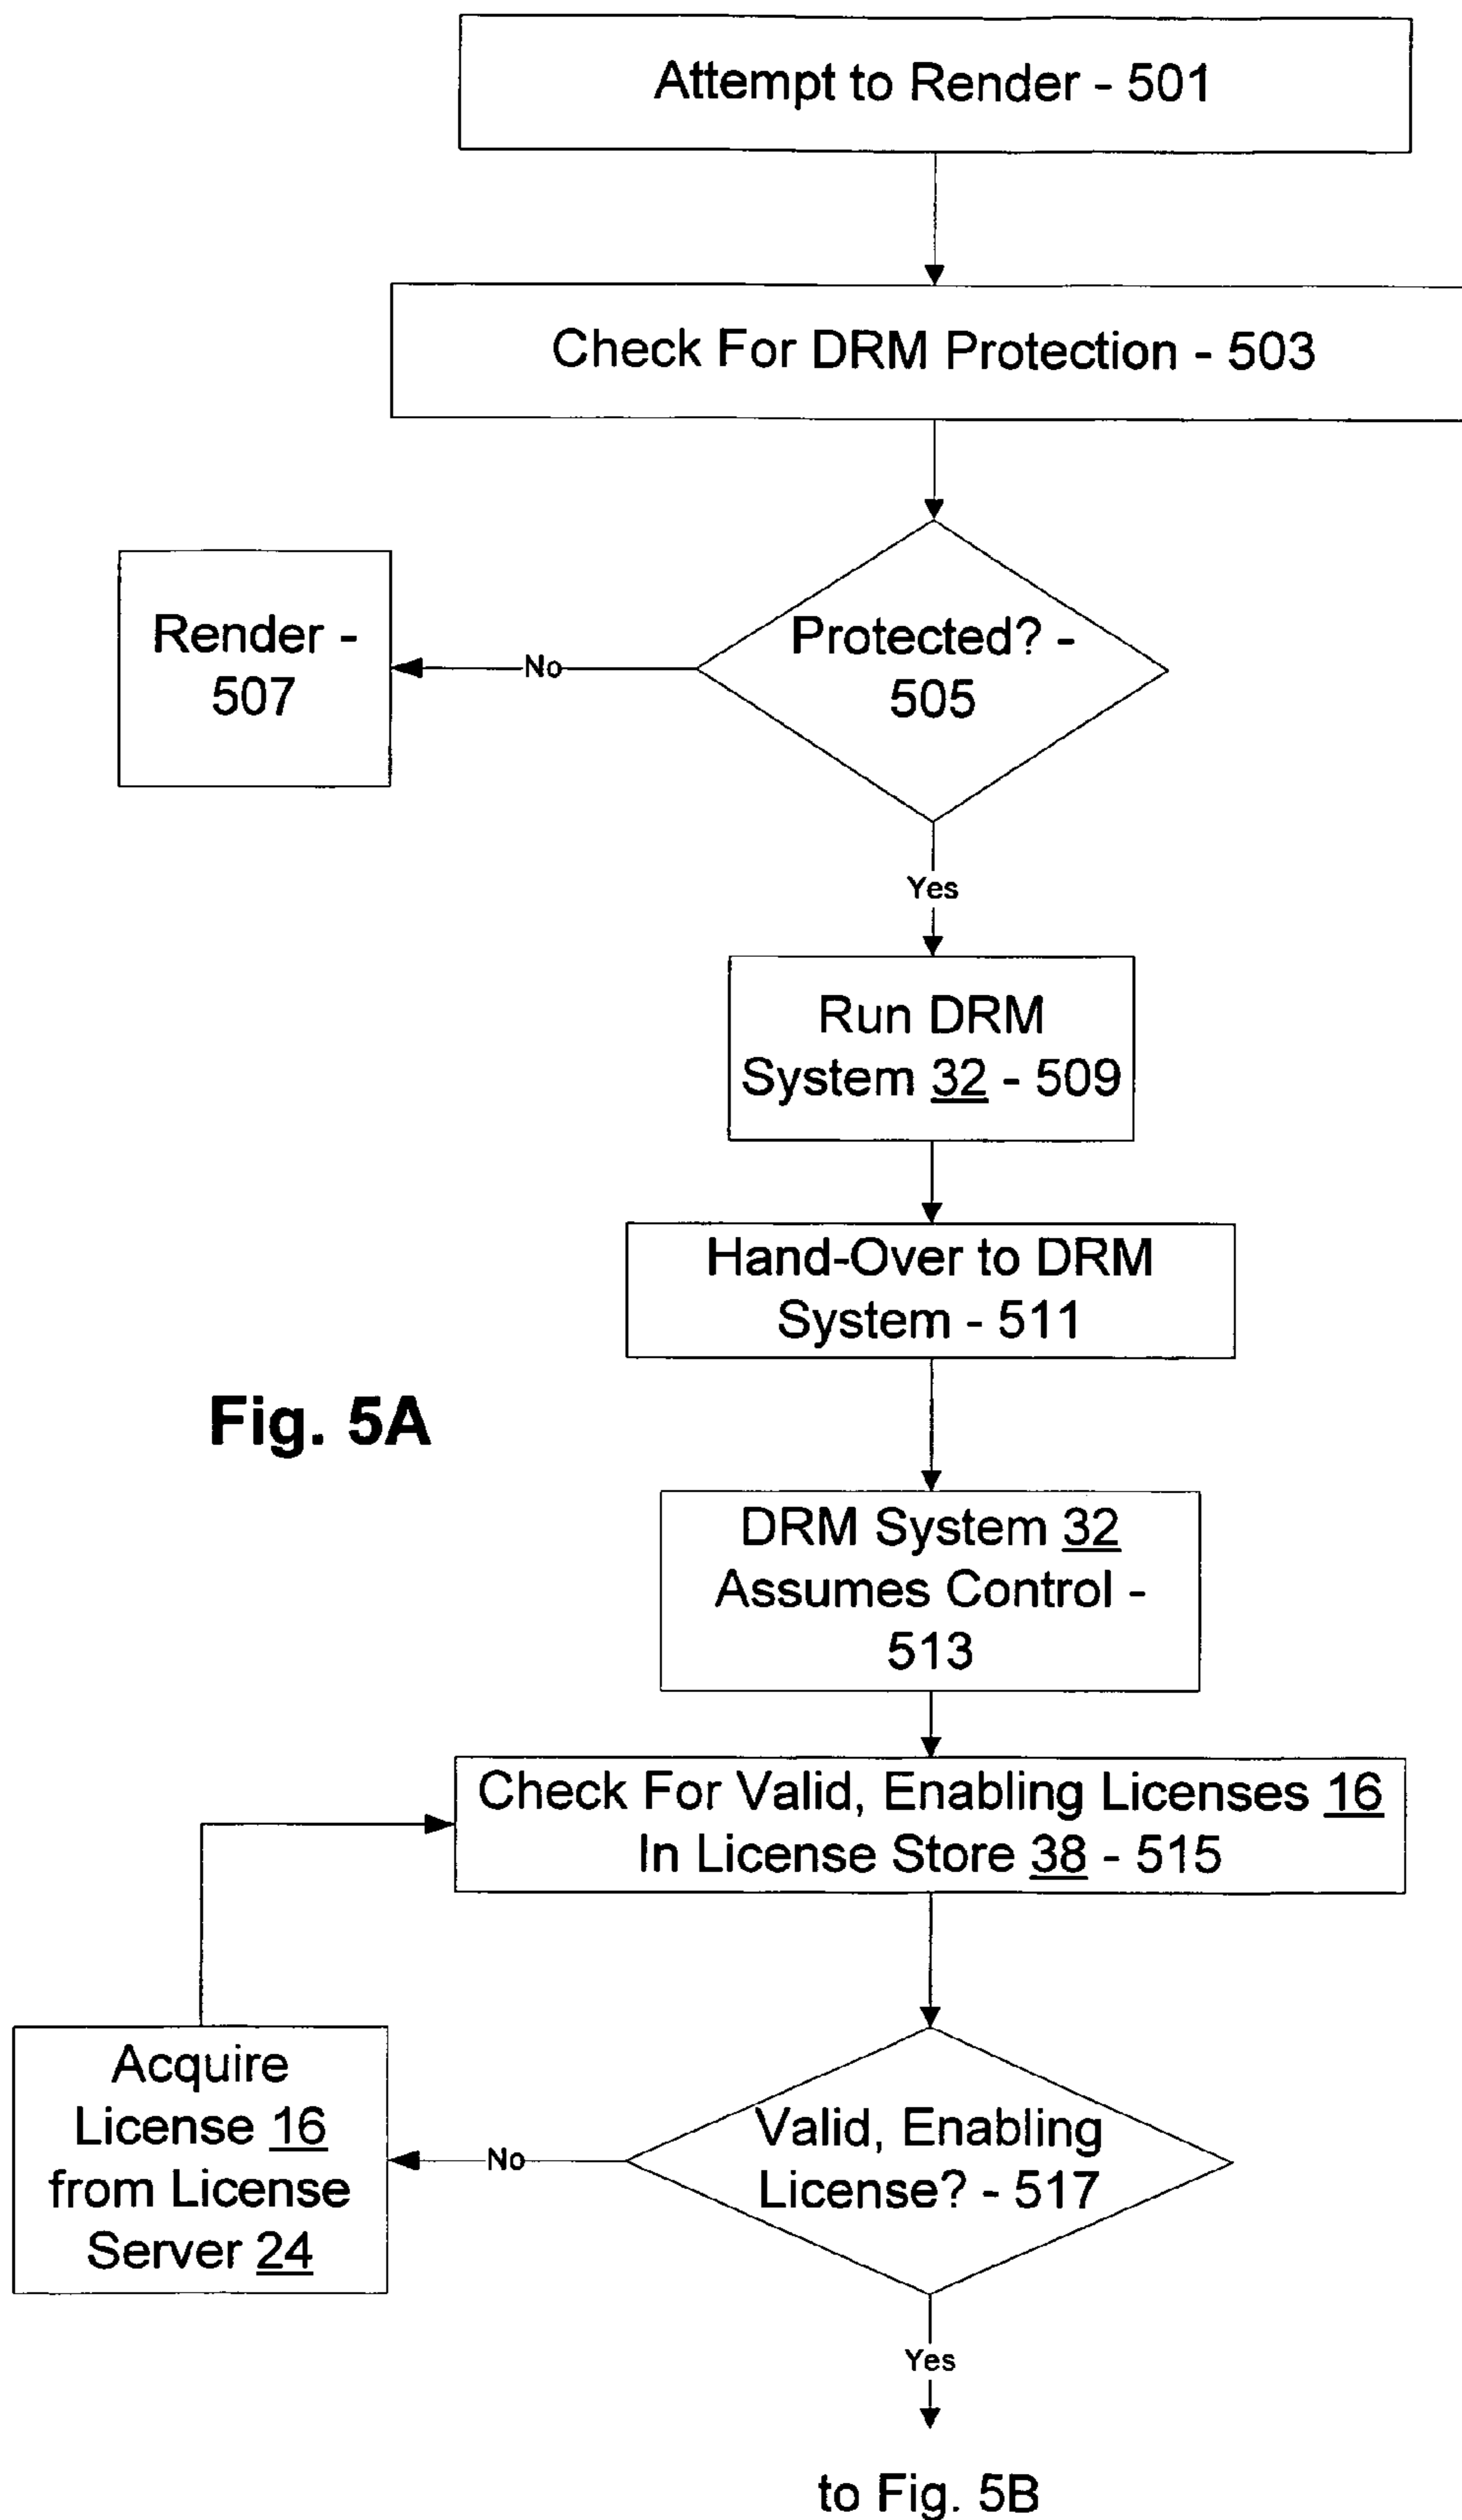 Attempt to Render - 501
Check For DRM Protection - 503
Protected? -
505
No
Render -
507
Yes
Run DRM
System 32 - 509
Hand-Over to DRM
System - 511
Fig. 5A
DRM System 32
Assumes Control -
513
Check For Valid, Enabling Licenses 16
In License Store 38 - 515
Valid, Enabling
License? - 517
No
Acquire
License 16
from License
Server 24
Yes
to Fig. 5B